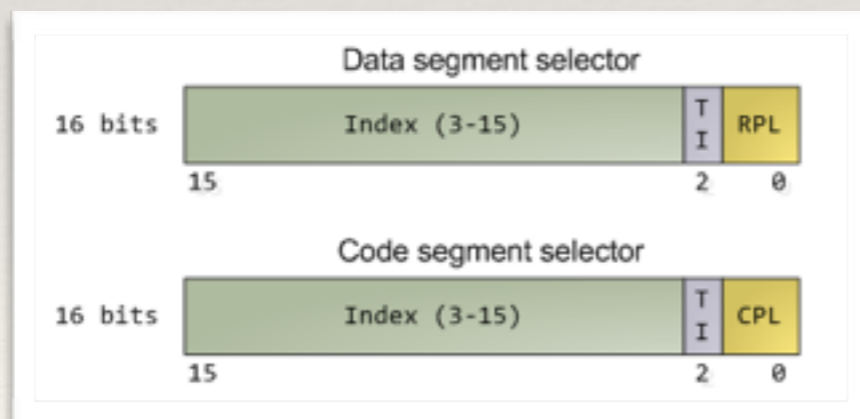 Data segment selector
16 bits Index (3-15) T I RPL
15 2 0
Code segment selector
16 bits Index (3-15) T I CPL
15 2 0